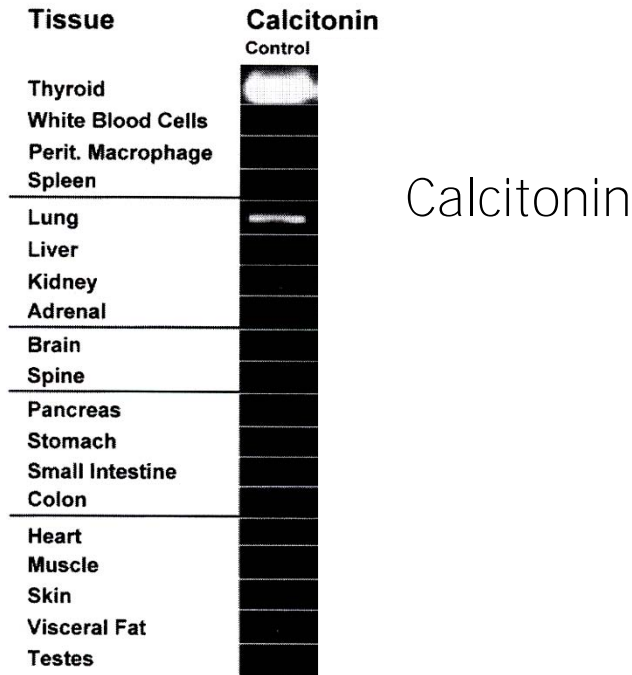 Tissue Calcitonin
Control
Thyroid
White Blood Cells
Perit. Macrophage
Spleen
Lung
Calcitonin
Liver
Kidney
Adrenal
Brain
Spine
Pancreas
Stomach
Small Intestine
Colon
Heart
Muscle
Skin
Visceral Fat
Testes